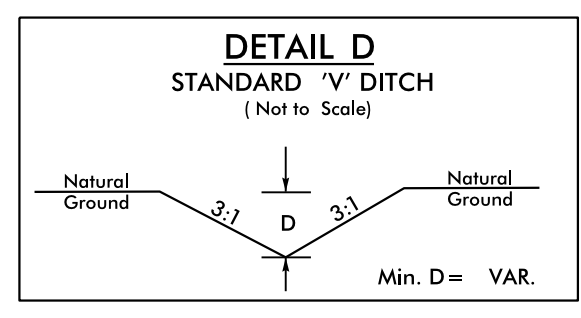 DETAIL D
STANDARD 'V' DITCH
( Not to Scale)
Natural
Ground
3:1
D
3:1
Natural
Ground
Min. D = VAR.